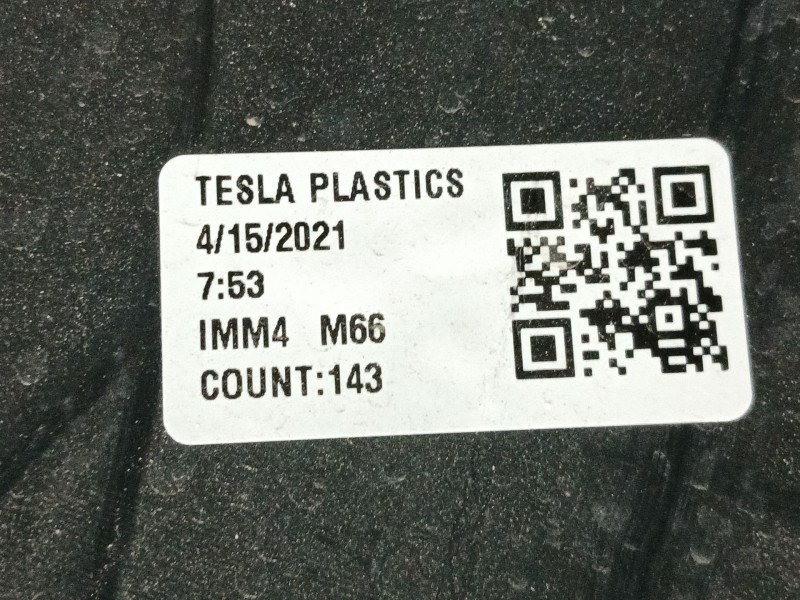 TESLA PLASTICS
4/15/2021
7:53
IMM4 M66
COUNT:143